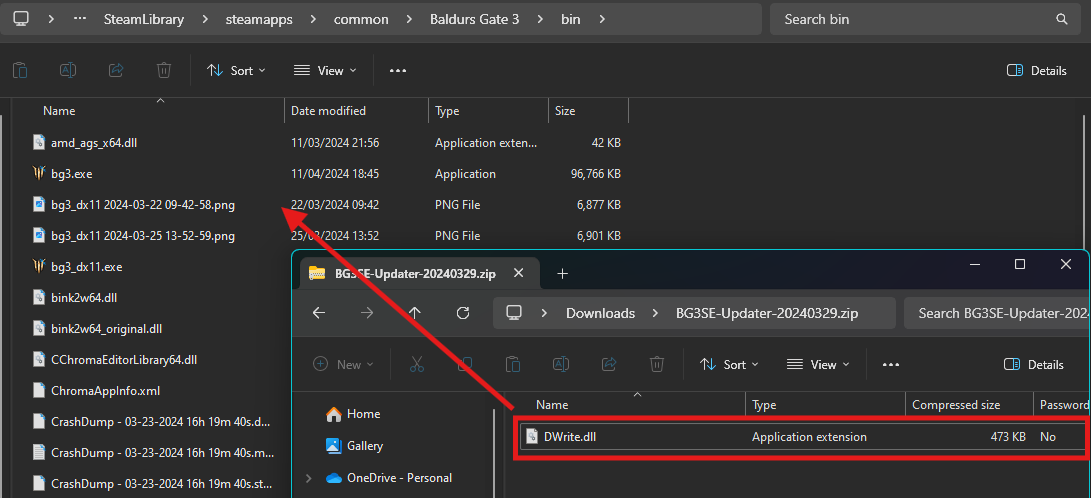 SteamLibrary > steamapps > common > Baldurs Gate 3 > bin >
Search bin
Sort
View
Details
Name Date modified Type Size
amd_ags_x64.dll 11/03/2024 21:56 Application exten... 42 KB
bg3.exe 11/04/2024 18:45 Application 96,766 KB
bg3_dx11 2024-03-22 09-42-58.png 22/03/2024 09:42 PNG File 6,877 KB
bg3_dx11 2024-03-25 13-52-59.png 25/03/2024 13:52 PNG File 6,901 KB
bg3_dx11.exe
bink2w64.dll
bink2w64_original.dll
CChromaEditorLibrary64.dll
ChromaAppInfo.xml
CrashDump - 03-23-2024 16h 19m 40s.d...
CrashDump - 03-23-2024 16h 19m 40s.m...
CrashDump - 03-23-2024 16h 19m 40s.st...
BG3SE-Updater-20240329.zip
Downloads > BG3SE-Updater-20240329.zip
Search BG3SE-Updater-20240
New
Sort
View
Details
Home
Gallery
OneDrive - Personal
Name Type Compressed size Password
DWrite.dll Application extension 473 KB No